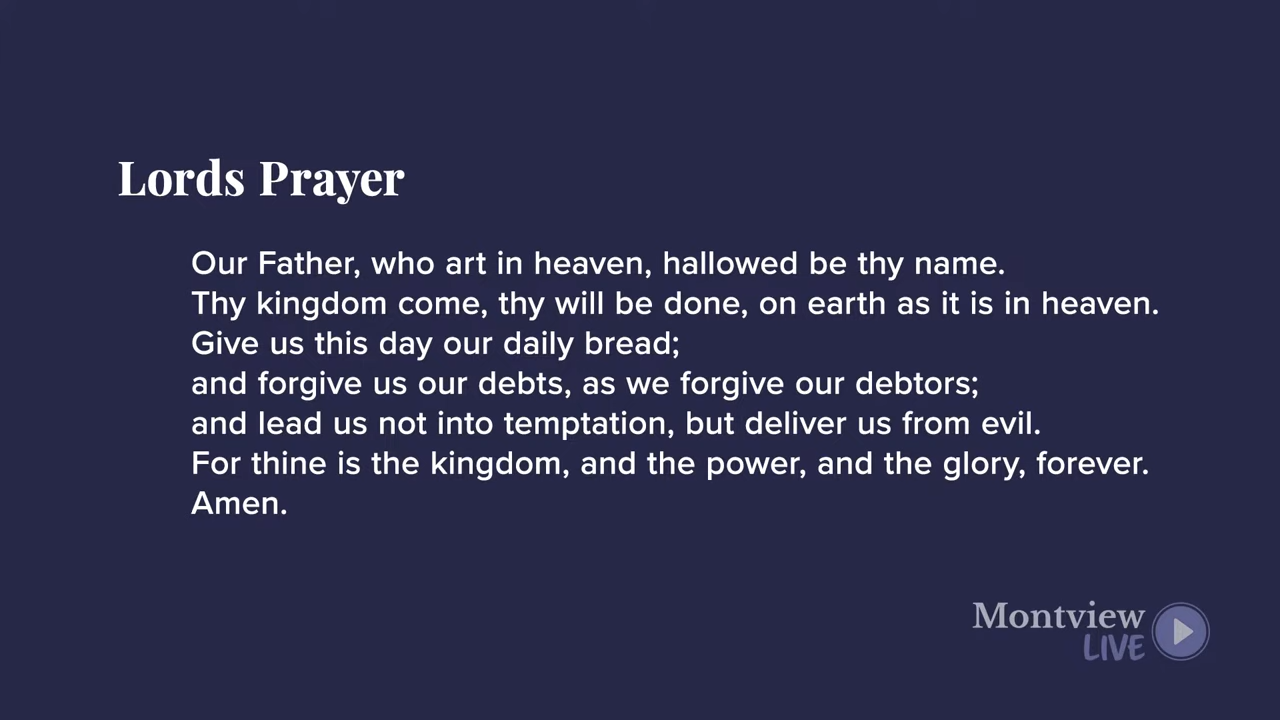 Lords Prayer
Our Father, who art in heaven, hallowed be thy name.
Thy kingdom come, thy will be done, on earth as it is in heaven.
Give us this day our daily bread;
and forgive us our debts, as we forgive our debtors;
and lead us not into temptation, but deliver us from evil.
For thine is the kingdom, and the power, and the glory, forever.
Amen.
Montview
LIVE